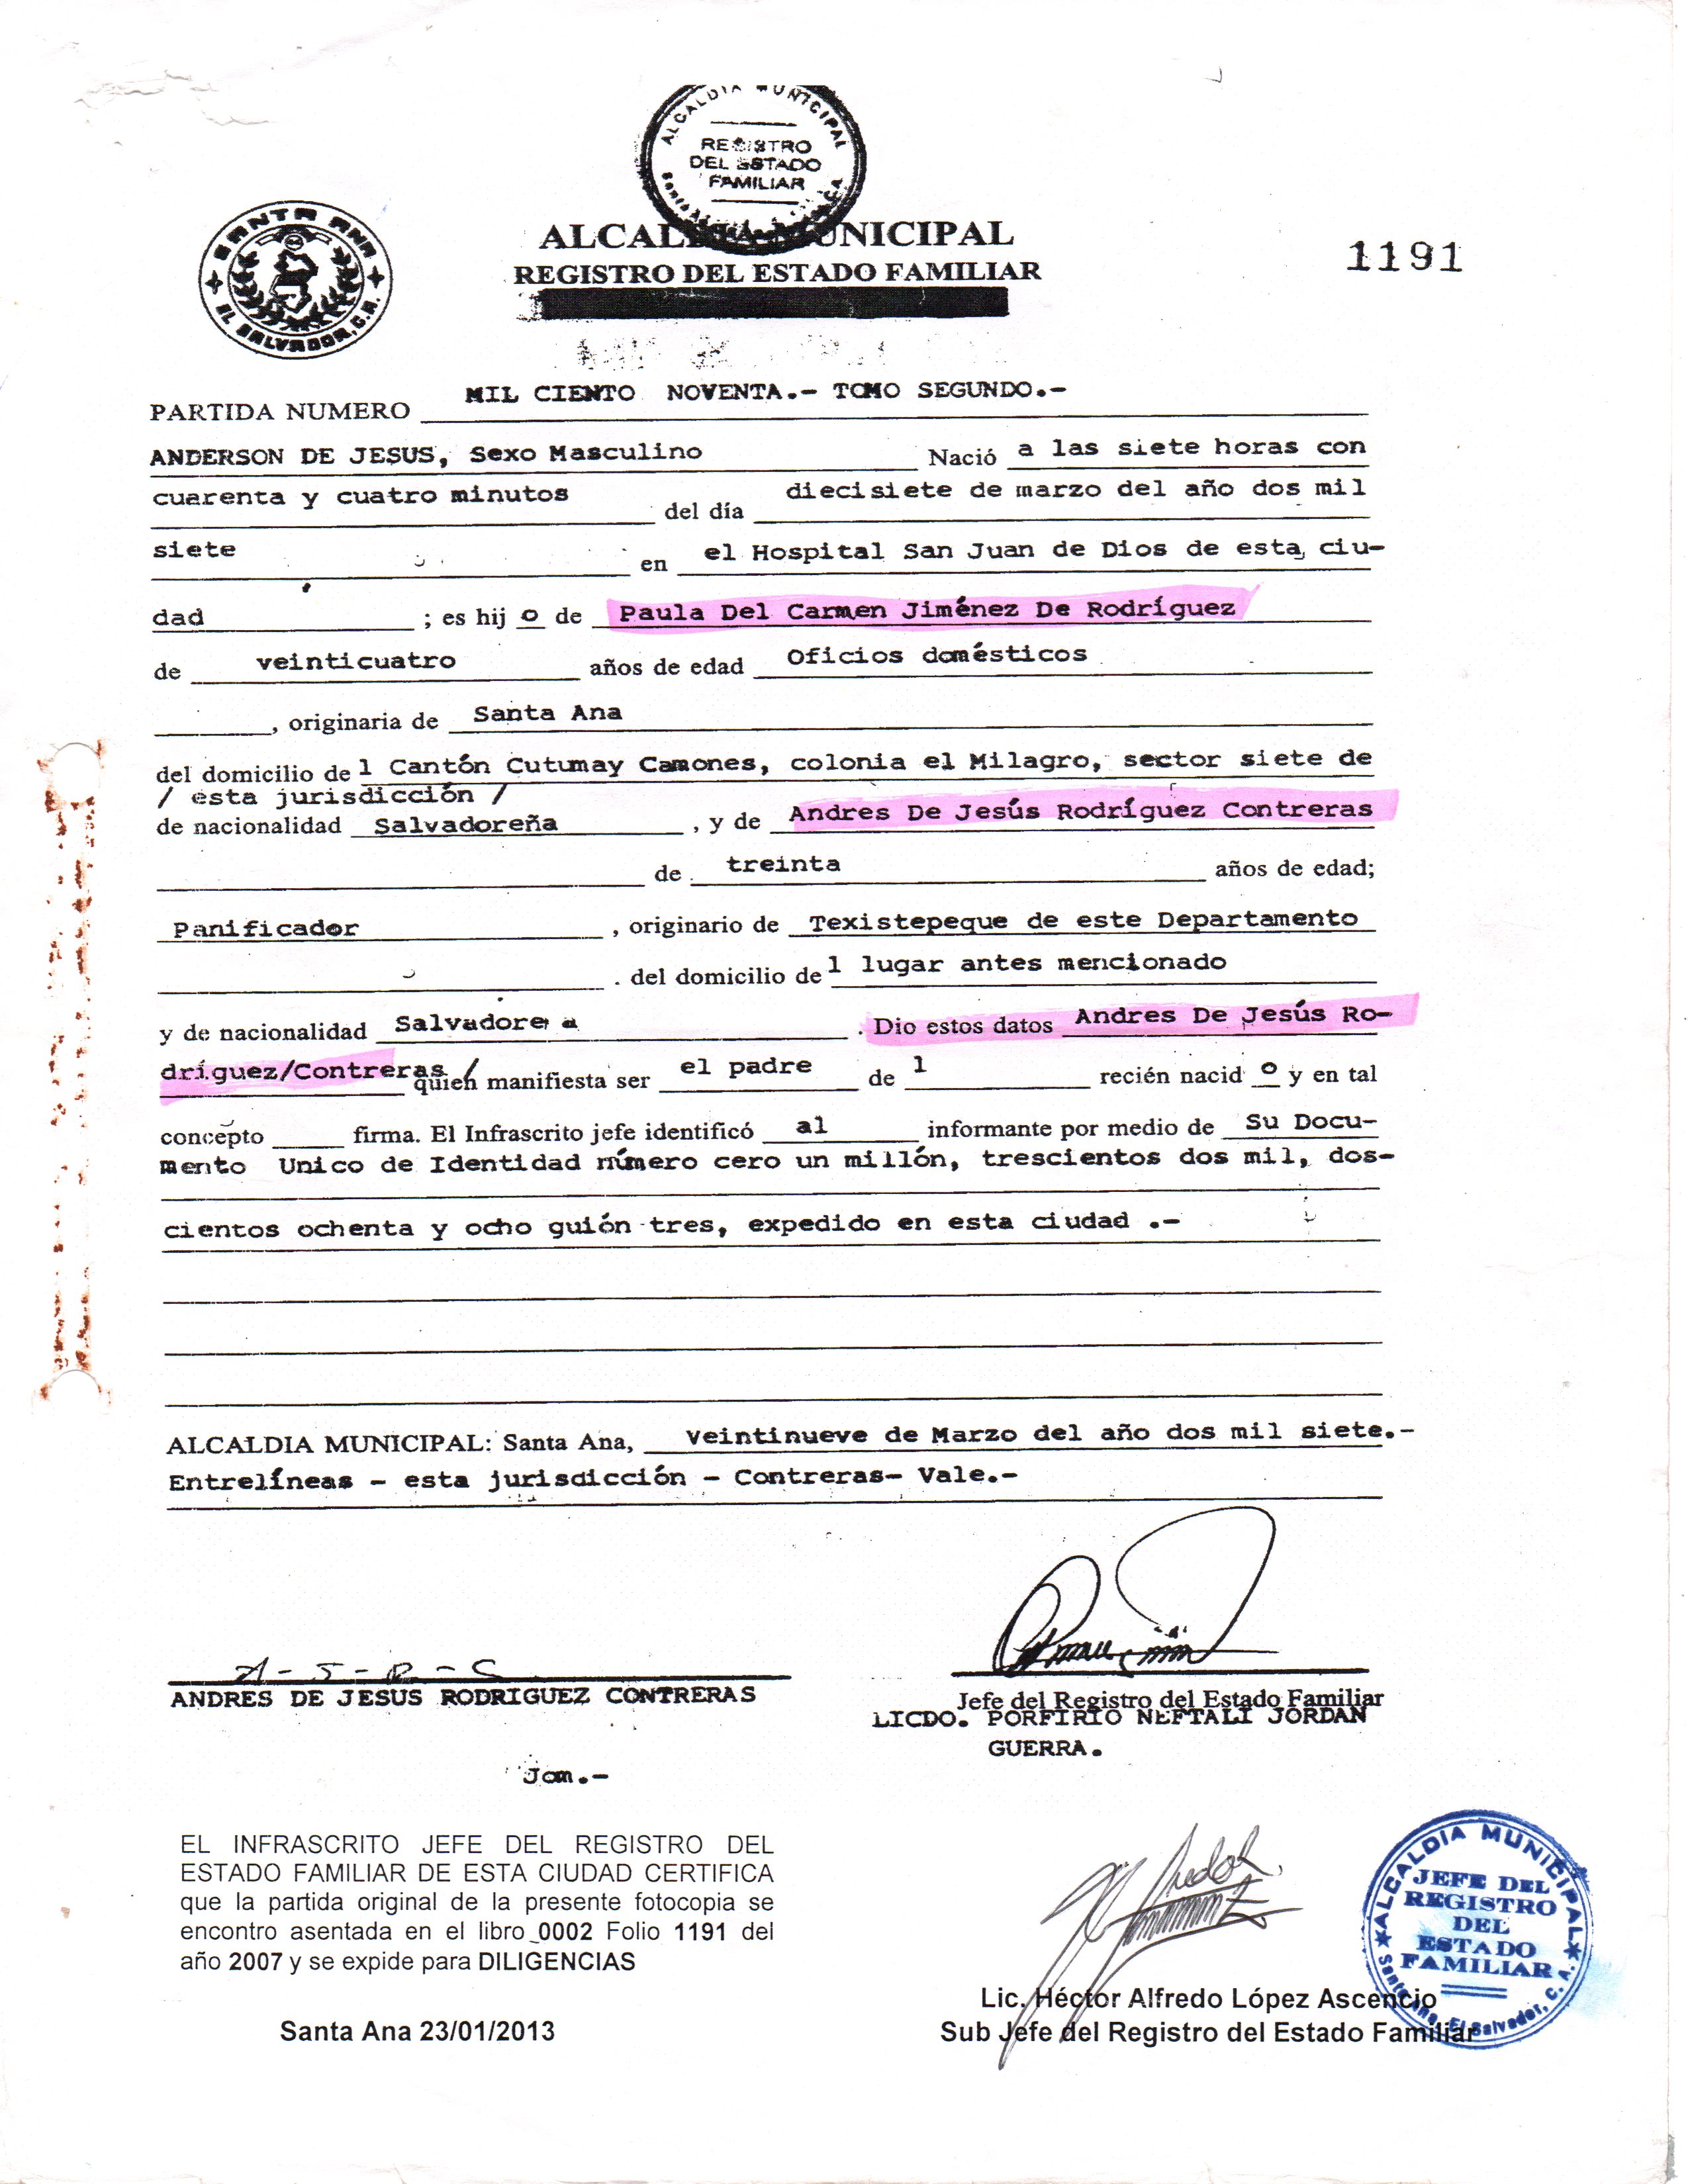 ALCALDIA MUNICIPAL
REGISTRO
DEL ESTADO
FAMILIAR
SANTA ANA
EL SALVADOR, C.A.
ALCALDIA MUNICIPAL
REGISTRO DEL ESTADO FAMILIAR
1191
PARTIDA NUMERO MIL CIENTO NOVENTA.- TOMO SEGUNDO.-
ANDERSON DE JESUS, Sexo Masculino Nació a las siete horas con
cuarenta y cuatro minutos del día diecisiete de marzo del año dos mil
siete en el Hospital San Juan de Dios de esta ciu-
dad ; es hij o de Paula Del Carmen Jiménez De Rodríguez
de veinticuatro años de edad Oficios domésticos
, originaria de Santa Ana
del domicilio de l Cantón Cutumay Camones, colonia el Milagro, sector siete de
/ esta jurisdicción /
de nacionalidad Salvadoreña , y de Andres De Jesús Rodríguez Contreras
de treinta años de edad;
Panificador , originario de Texistepeque de este Departamento
. del domicilio de l lugar antes mencionado
y de nacionalidad Salvadore a . Dio estos datos Andres De Jesús Ro-
dríguez/Contreras / quien manifiesta ser el padre de l recién nacid o y en tal
concepto firma. El Infrascrito jefe identificó al informante por medio de Su Docu-
mento Unico de Identidad número cero un millón, trescientos dos mil, dos-
cientos ochenta y ocho guión tres, expedido en esta ciudad .-
ALCALDIA MUNICIPAL: Santa Ana, veintinueve de Marzo del año dos mil siete.-
Entrelíneas - esta jurisdicción - Contreras- Vale.-
A - J - R - C
ANDRES DE JESUS RODRIGUEZ CONTRERAS
Jefe del Registro del Estado Familiar
LICDO. PORFIRIO NEFTALI JORDAN
GUERRA.
Jom.-
EL INFRASCRITO JEFE DEL REGISTRO DEL
ESTADO FAMILIAR DE ESTA CIUDAD CERTIFICA
que la partida original de la presente fotocopia se
encontro asentada en el libro 0002 Folio 1191 del
año 2007 y se expide para DILIGENCIAS
Santa Ana 23/01/2013
Lic. Héctor Alfredo López Ascencio
Sub Jefe del Registro del Estado Familiar
ALCALDIA MUNICIPAL
JEFE DEL
REGISTRO
DEL
ESTADO
FAMILIAR
Santa Ana, El Salvador, C. A.